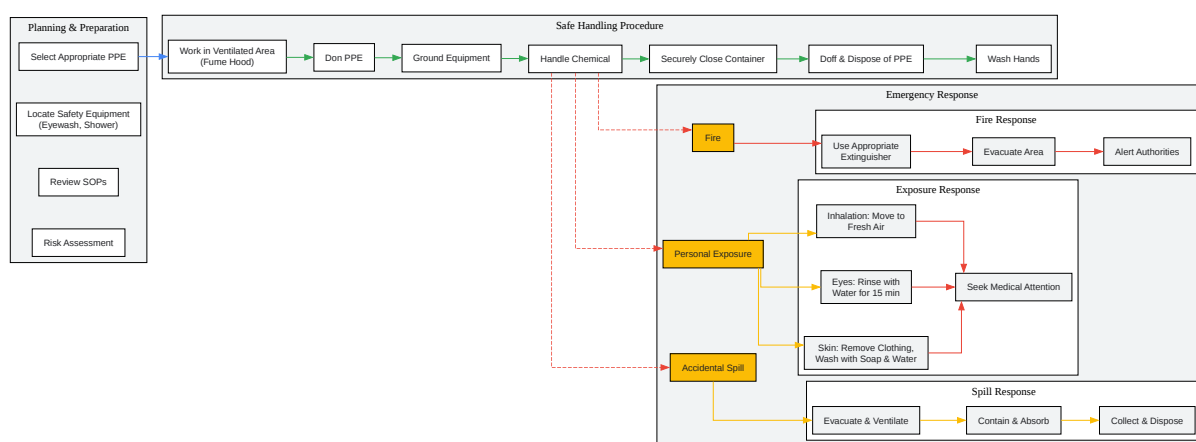 Planning & Preparation
Select Appropriate PPE
Locate Safety Equipment
(Eyewash, Shower)
Review SOPs
Risk Assessment
Safe Handling Procedure
Work in Ventilated Area
(Fume Hood)
Don PPE
Ground Equipment
Handle Chemical
Securely Close Container
Doff & Dispose of PPE
Wash Hands
Emergency Response
Fire
Fire Response
Use Appropriate
Extinguisher
Evacuate Area
Alert Authorities
Personal Exposure
Exposure Response
Inhalation: Move to
Fresh Air
Eyes: Rinse with
Water for 15 min
Skin: Remove Clothing,
Wash with Soap & Water
Seek Medical Attention
Accidental Spill
Spill Response
Evacuate & Ventilate
Contain & Absorb
Collect & Dispose